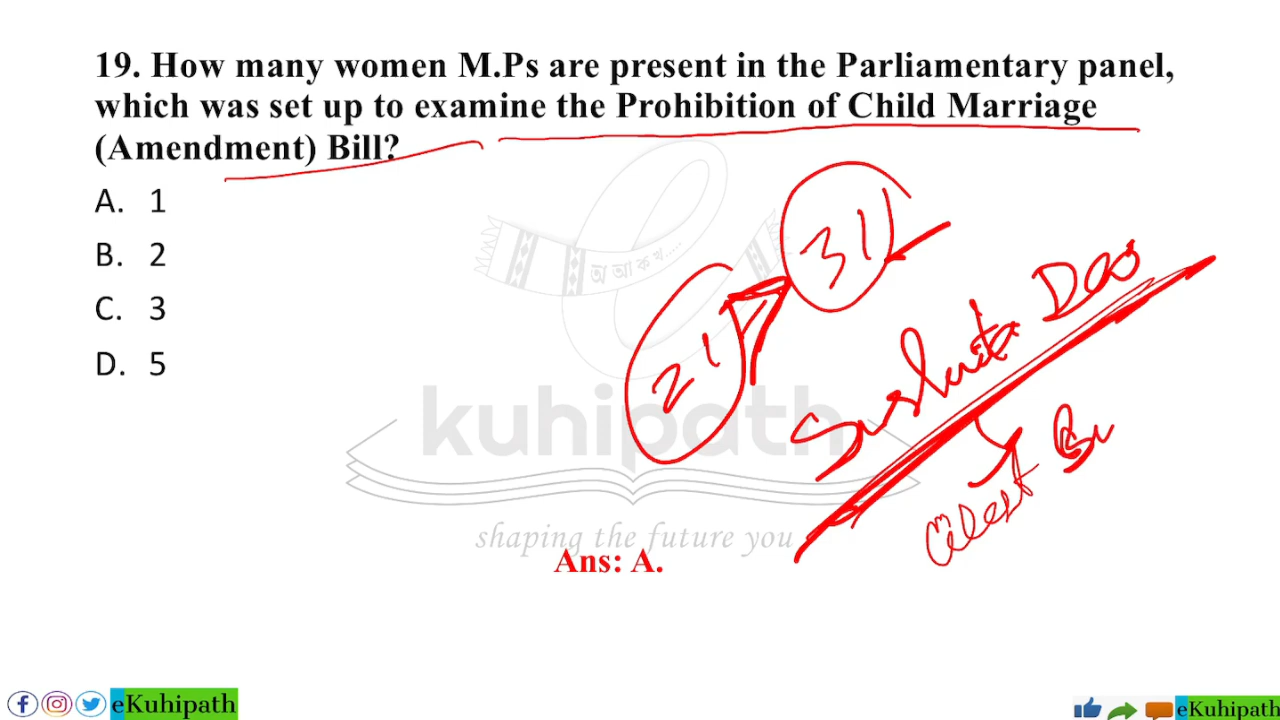 19. How many women M.Ps are present in the Parliamentary panel,
which was set up to examine the Prohibition of Child Marriage
(Amendment) Bill?
A. 1
B. 2
C. 3
D. 5
31
21
অ আ ক খ.....
kuhipath
shaping the future you
Ans: A.
eKuhipath
eKuhipath